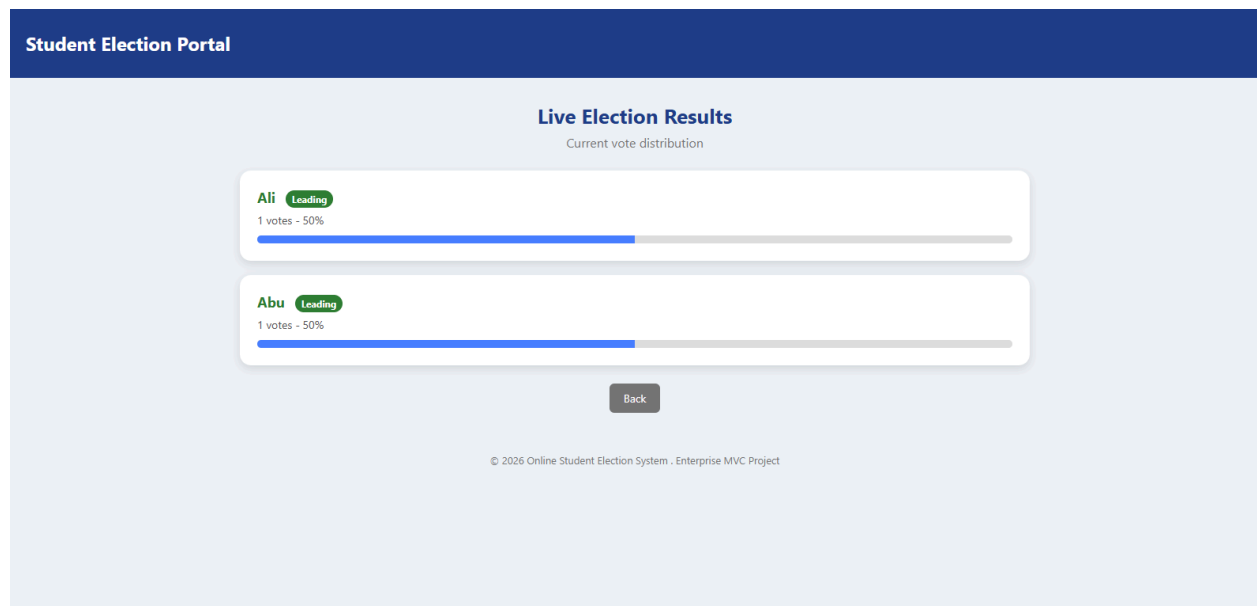 Student Election Portal
Live Election Results
Current vote distribution
Ali Leading
1 votes - 50%
Abu Leading
1 votes - 50%
Back
© 2026 Online Student Election System . Enterprise MVC Project